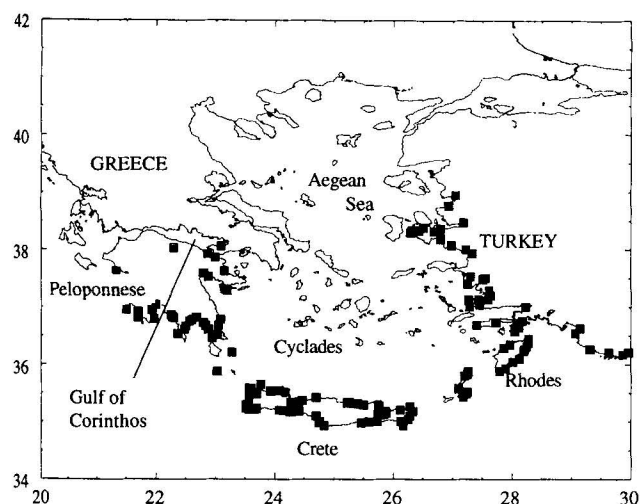 42
40
38
36
34
20
22
24
26
28
30
GREECE
Aegean
Sea
TURKEY
Peloponnese
Cyclades
Gulf of
Corinthos
Rhodes
Crete